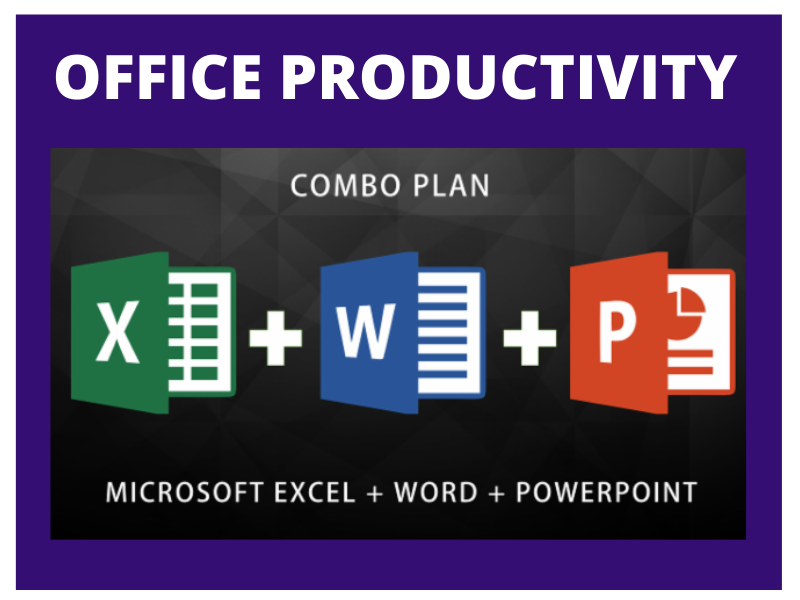 OFFICE PRODUCTIVITY
COMBO PLAN
X + W + P
MICROSOFT EXCEL + WORD + POWERPOINT